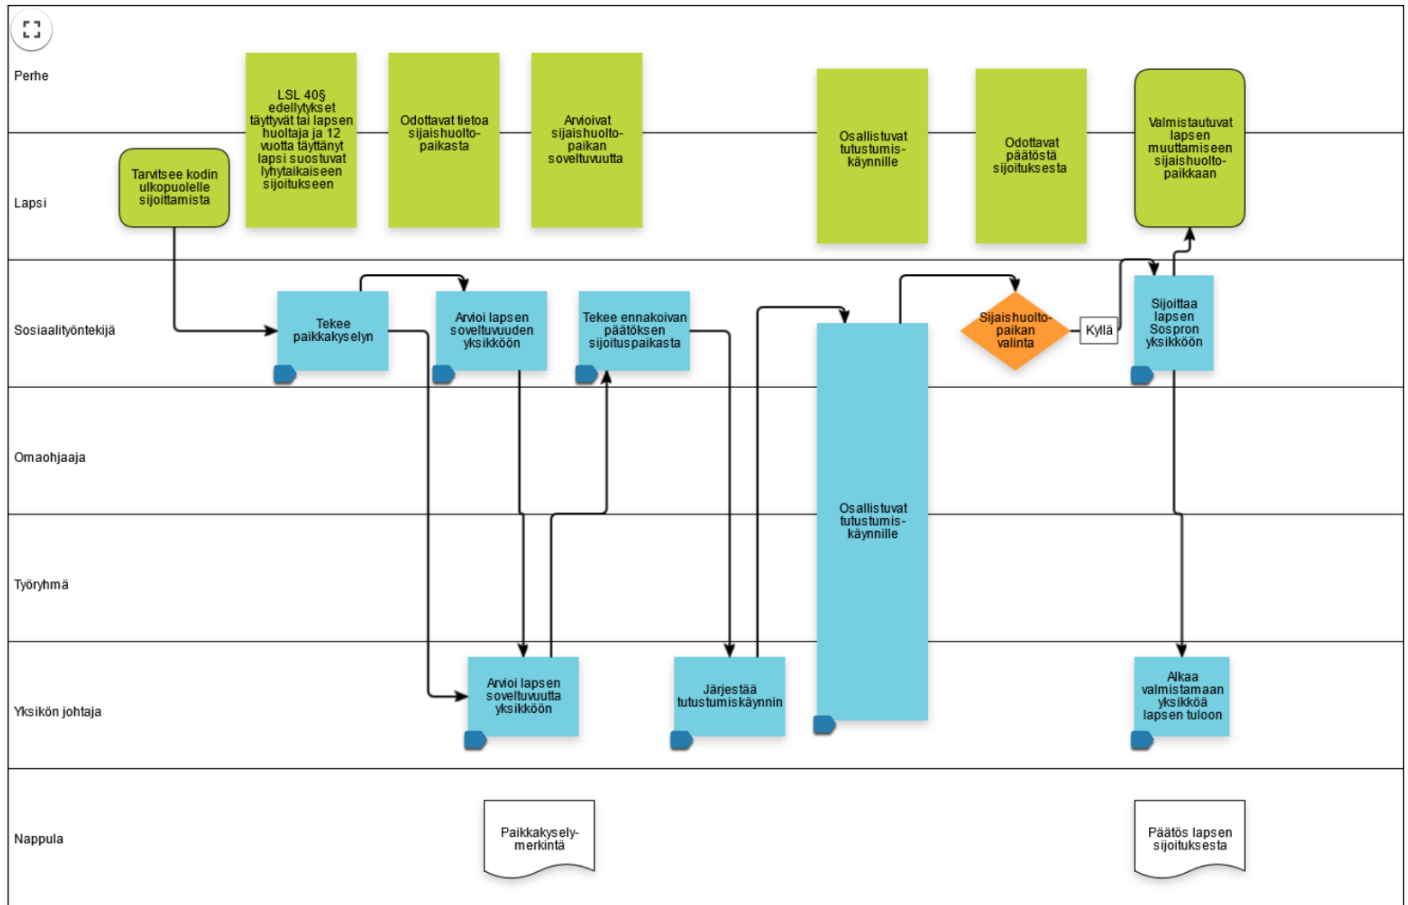 Perhe
LSL 40§
edellytykset
täyttyvät tai lapsen
huoltaja ja 12
vuotta täyttänyt
lapsi suostuvat
lyhytaikaiseen
sijoitukseen
Odottavat tietoa
sijaishuolto-
paikasta
Arvioivat
sijaishuolto-
paikan
soveltuvuutta
Osallistuvat
tutustumis-
käynnille
Odottavat
päätöstä
sijoituksesta
Valmistautuvat
lapsen
muuttamiseen
sijaishuolto-
paikkaan
Lapsi
Tarvitsee kodin
ulkopuolelle
sijoittamista
Sosiaalityöntekijä
Tekee
paikkakyselyn
Arvioi lapsen
soveltuvuuden
yksikköön
Tekee ennakoivan
päätöksen
sijoituspaikasta
Sijaishuolto-
paikan
valinta
Kyllä
Sijoittaa
lapsen
Sospron
yksikköön
Omaohjaaja
Osallistuvat
tutustumis-
käynnille
Työryhmä
Yksikön johtaja
Arvioi lapsen
soveltuvuutta
yksikköön
Järjestää
tutustumiskäynnin
Alkaa
valmistamaan
yksikköä
lapsen tuloon
Nappula
Paikkakysely-
merkintä
Päätös lapsen
sijoituksesta